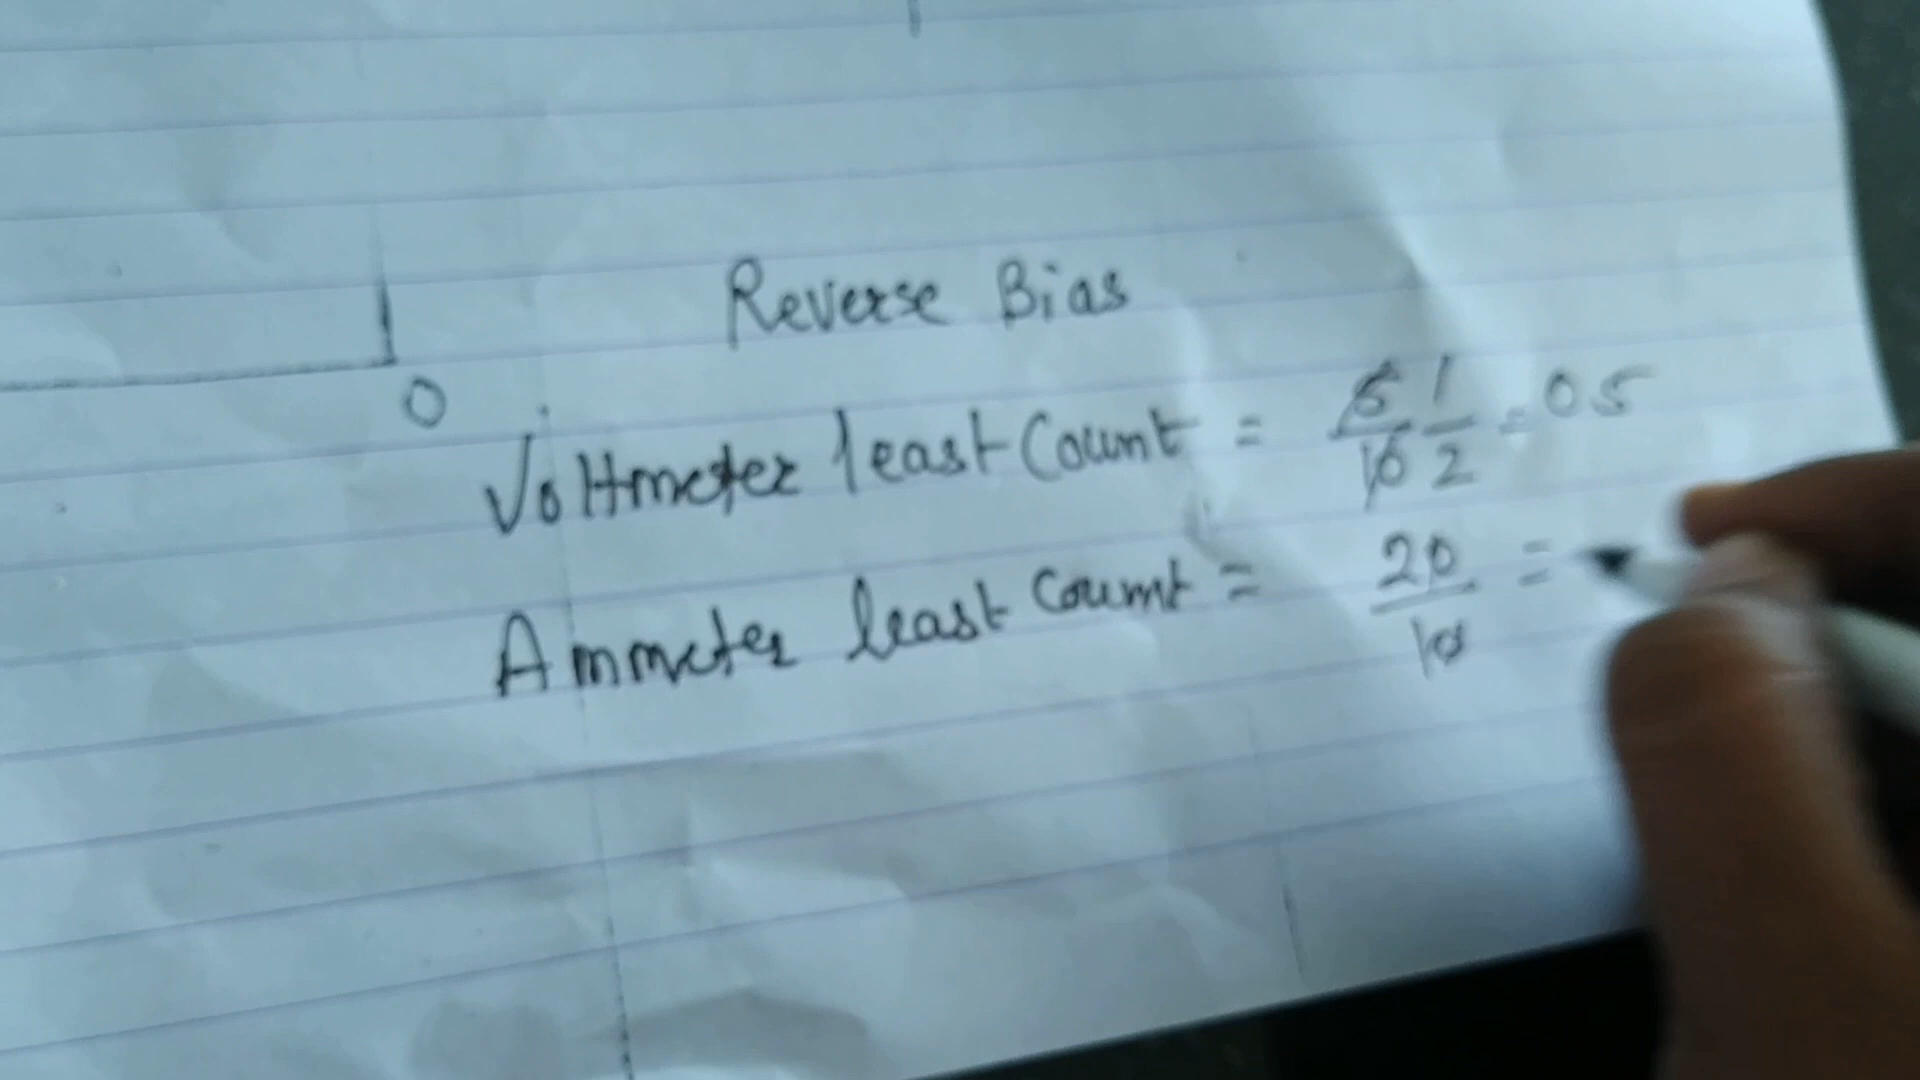 Reverse Bias
0
Voltmeter least Count = 5/10 1/2 = 05
Ammeter least Count = 20/10 =